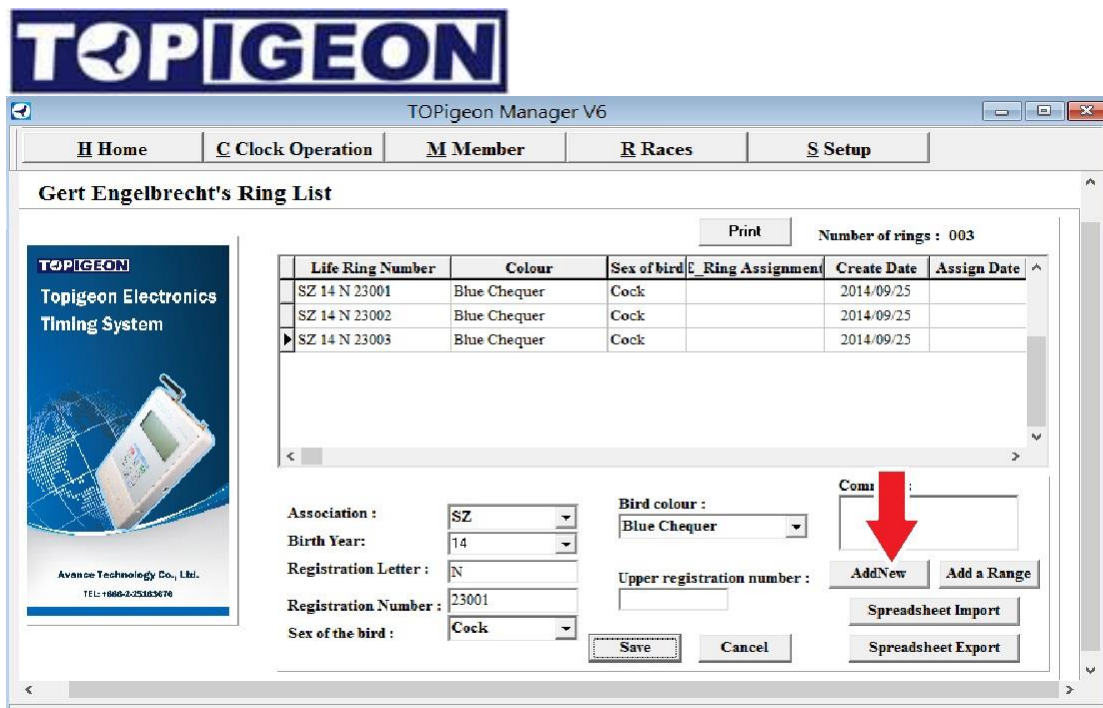 TOPIGEON
TOPigeon Manager V6
H Home C Clock Operation M Member R Races S Setup
Gert Engelbrecht's Ring List
Print Number of rings : 003
TOPIGEON
Topigeon Electronics
Timing System
Avance Technology Co., Ltd.
Life Ring Number Colour Sex of bird E_Ring Assignment Create Date Assign Date
SZ 14 N 23001 Blue Chequer Cock 2014/09/25
SZ 14 N 23002 Blue Chequer Cock 2014/09/25
SZ 14 N 23003 Blue Chequer Cock 2014/09/25
Association : SZ
Birth Year: 14
Registration Letter : N
Registration Number : 23001
Sex of the bird : Cock
Bird colour :
Blue Chequer
Upper registration number :
Save Cancel
AddNew Add a Range
Spreadsheet Import
Spreadsheet Export